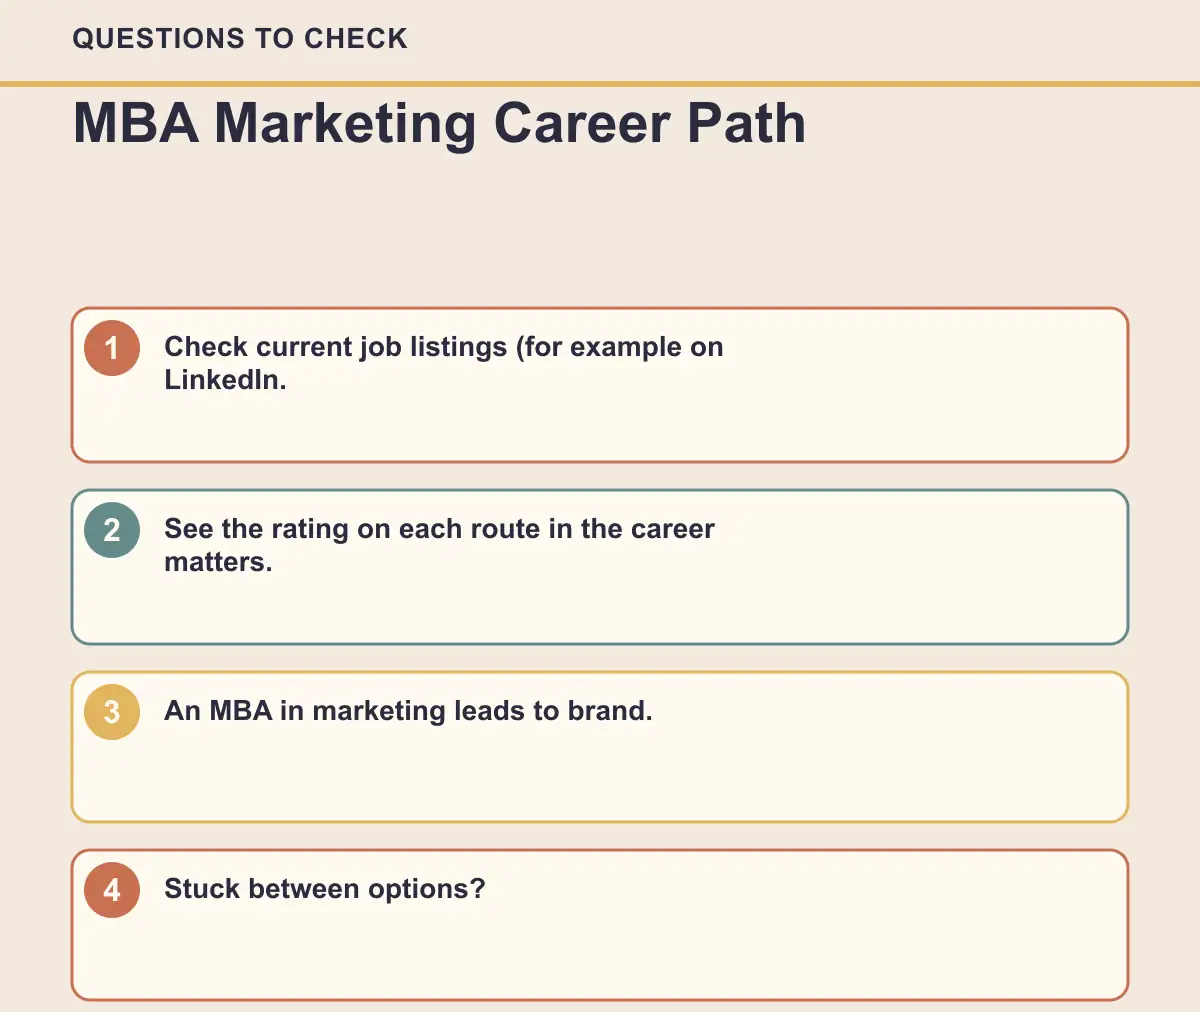 QUESTIONS TO CHECK
MBA Marketing Career Path
1
Check current job listings (for example on
LinkedIn.
2
See the rating on each route in the career
matters.
3
An MBA in marketing leads to brand.
4
Stuck between options?